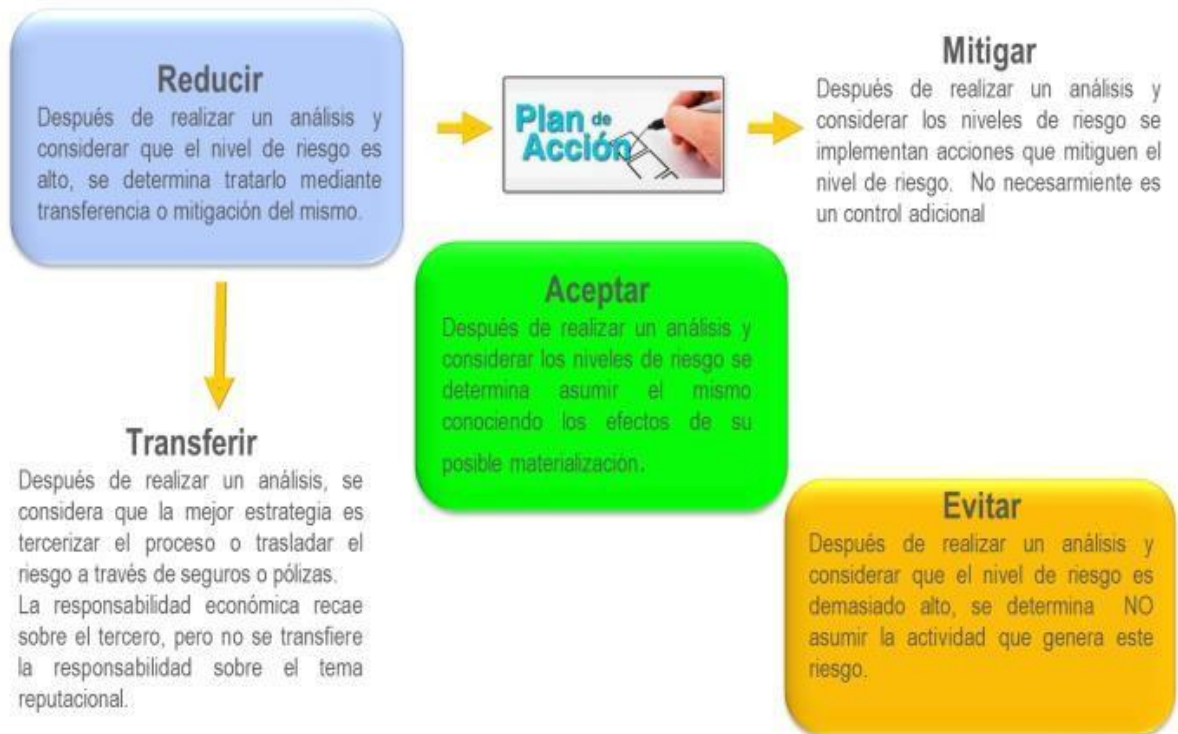 Reducir
Después de realizar un análisis y
considerar que el nivel de riesgo es
alto, se determina tratarlo mediante
transferencia o mitigación del mismo.
Plan de
Acción
Mitigar
Después de realizar un análisis y
considerar los niveles de riesgo se
implementan acciones que mitiguen el
nivel de riesgo. No necesarmiente es
un control adicional
Aceptar
Después de realizar un análisis y
considerar los niveles de riesgo se
determina asumir el mismo
conociendo los efectos de su
posible materialización.
Transferir
Después de realizar un análisis, se
considera que la mejor estrategia es
tercerizar el proceso o trasladar el
riesgo a través de seguros o pólizas.
La responsabilidad económica recae
sobre el tercero, pero no se transfiere
la responsabilidad sobre el tema
reputacional.
Evitar
Después de realizar un análisis y
considerar que el nivel de riesgo es
demasiado alto, se determina NO
asumir la actividad que genera este
riesgo.